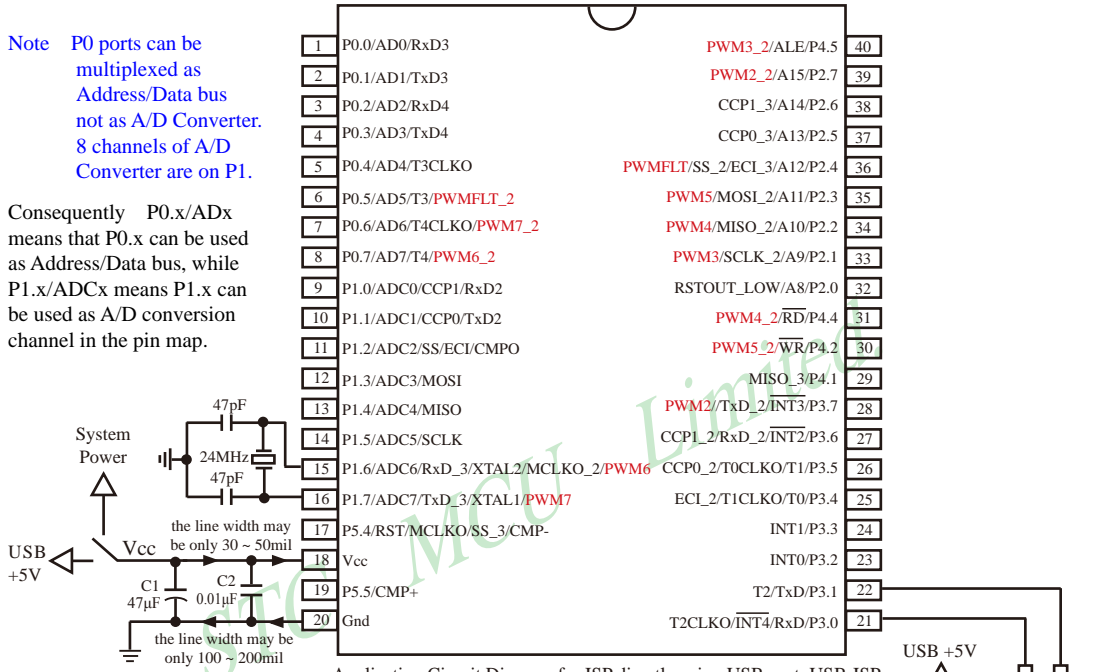 Note P0 ports can be
multiplexed as
Address/Data bus
not as A/D Converter.
8 channels of A/D
Converter are on P1.
Consequently P0.x/ADx
means that P0.x can be used
as Address/Data bus, while
P1.x/ADCx means P1.x can
be used as A/D conversion
channel in the pin map.
1 P0.0/AD0/RxD3
2 P0.1/AD1/TxD3
3 P0.2/AD2/RxD4
4 P0.3/AD3/TxD4
5 P0.4/AD4/T3CLKO
6 P0.5/AD5/T3/PWMFLT_2
7 P0.6/AD6/T4CLKO/PWM7_2
8 P0.7/AD7/T4/PWM6_2
9 P1.0/ADC0/CCP1/RxD2
10 P1.1/ADC1/CCP0/TxD2
11 P1.2/ADC2/SS/ECI/CMPO
12 P1.3/ADC3/MOSI
13 P1.4/ADC4/MISO
14 P1.5/ADC5/SCLK
15 P1.6/ADC6/RxD_3/XTAL2/MCLKO_2/PWM6
16 P1.7/ADC7/TxD_3/XTAL1/PWM7
17 P5.4/RST/MCLKO/SS_3/CMP-
18 Vcc
19 P5.5/CMP+
20 Gnd
PWM3_2/ALE/P4.5 40
PWM2_2/A15/P2.7 39
CCP1_3/A14/P2.6 38
CCP0_3/A13/P2.5 37
PWMFLT/SS_2/ECI_3/A12/P2.4 36
PWM5/MOSI_2/A11/P2.3 35
PWM4/MISO_2/A10/P2.2 34
PWM3/SCLK_2/A9/P2.1 33
RSTOUT_LOW/A8/P2.0 32
PWM4_2/RD/P4.4 31
PWM5_2/WR/P4.2 30
MISO_3/P4.1 29
PWM2//TxD_2/INT3/P3.7 28
CCP1_2/RxD_2/INT2/P3.6 27
CCP0_2/T0CLKO/T1/P3.5 26
ECI_2/T1CLKO/T0/P3.4 25
INT1/P3.3 24
INT0/P3.2 23
T2/TxD/P3.1 22
T2CLKO/INT4/RxD/P3.0 21
47pF
24MHz
47pF
System
Power
the line width may
be only 30 ~ 50mil
USB
+5V
Vcc
C1
47μF
C2
0.01μF
the line width may be
only 100 ~ 200mil
USB +5V
STC MCU Limited.